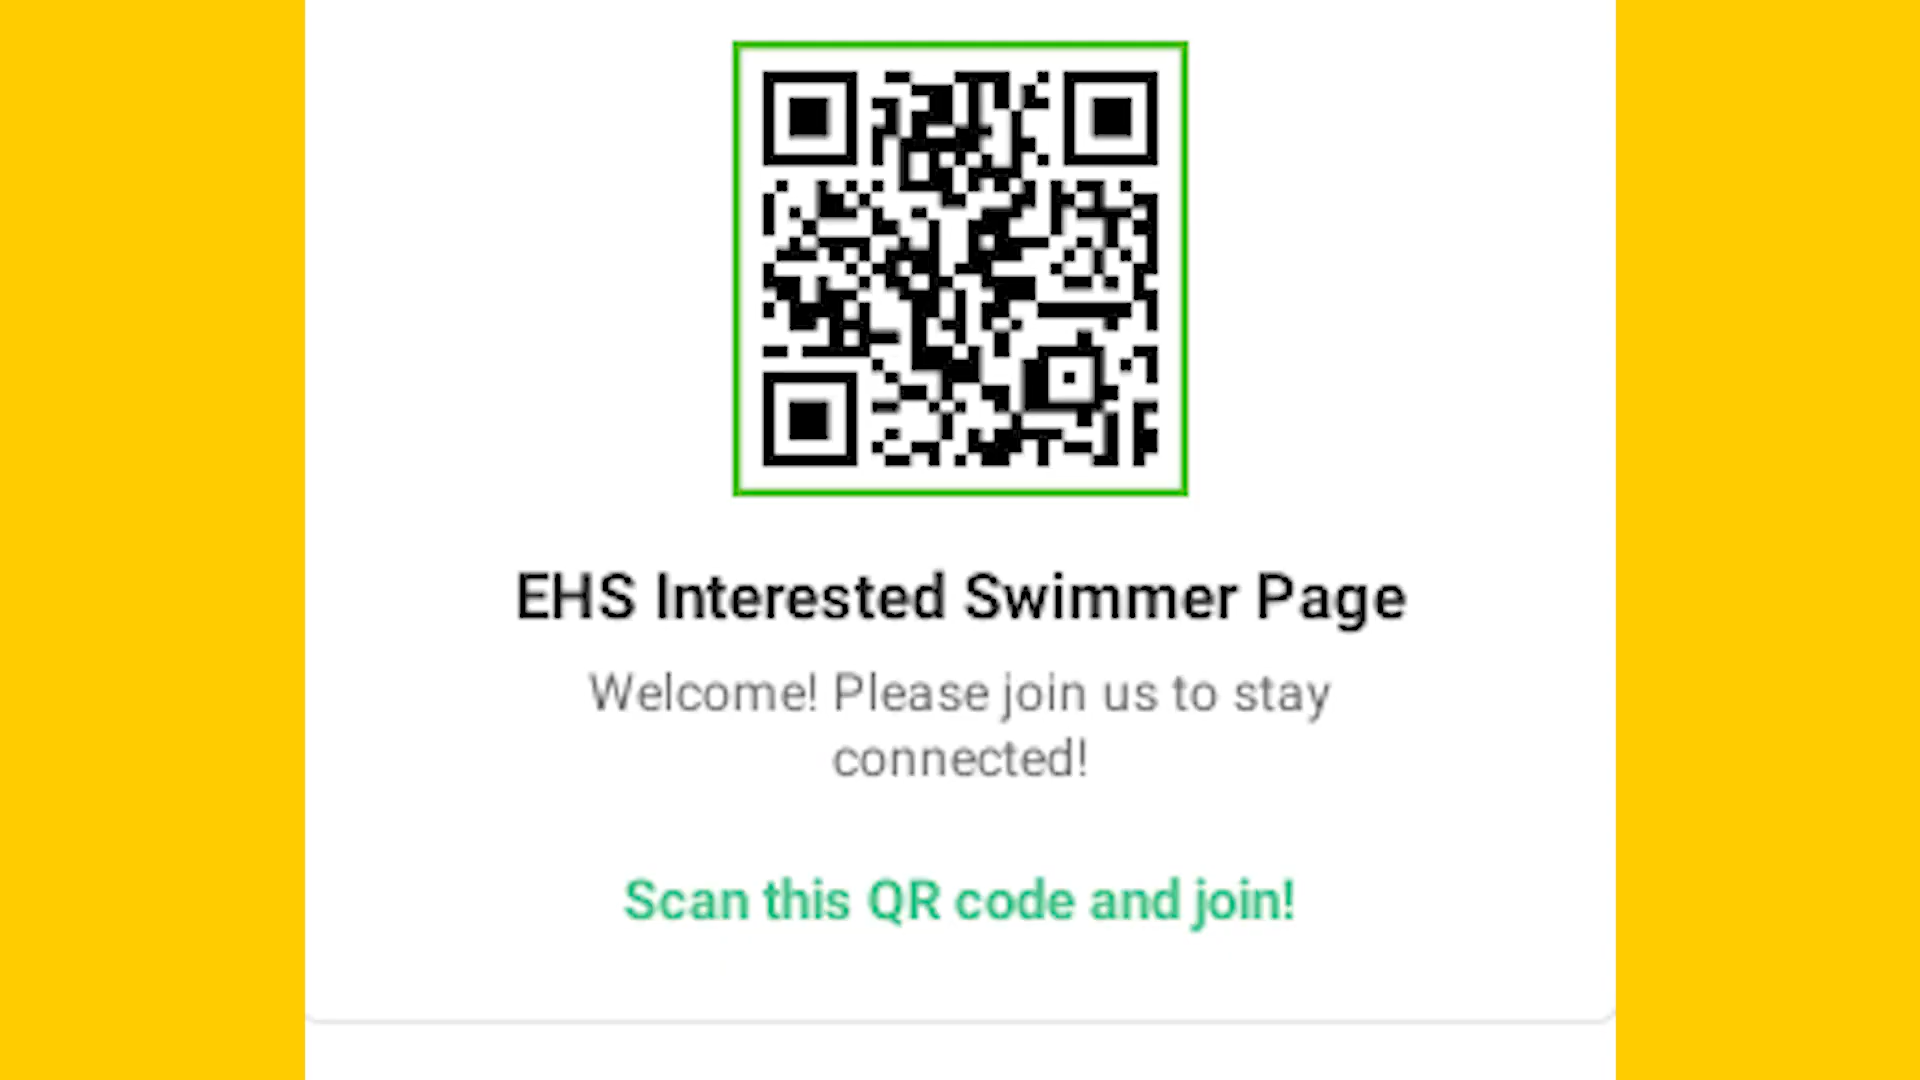 EHS Interested Swimmer Page
Welcome! Please join us to stay
connected!
Scan this QR code and join!